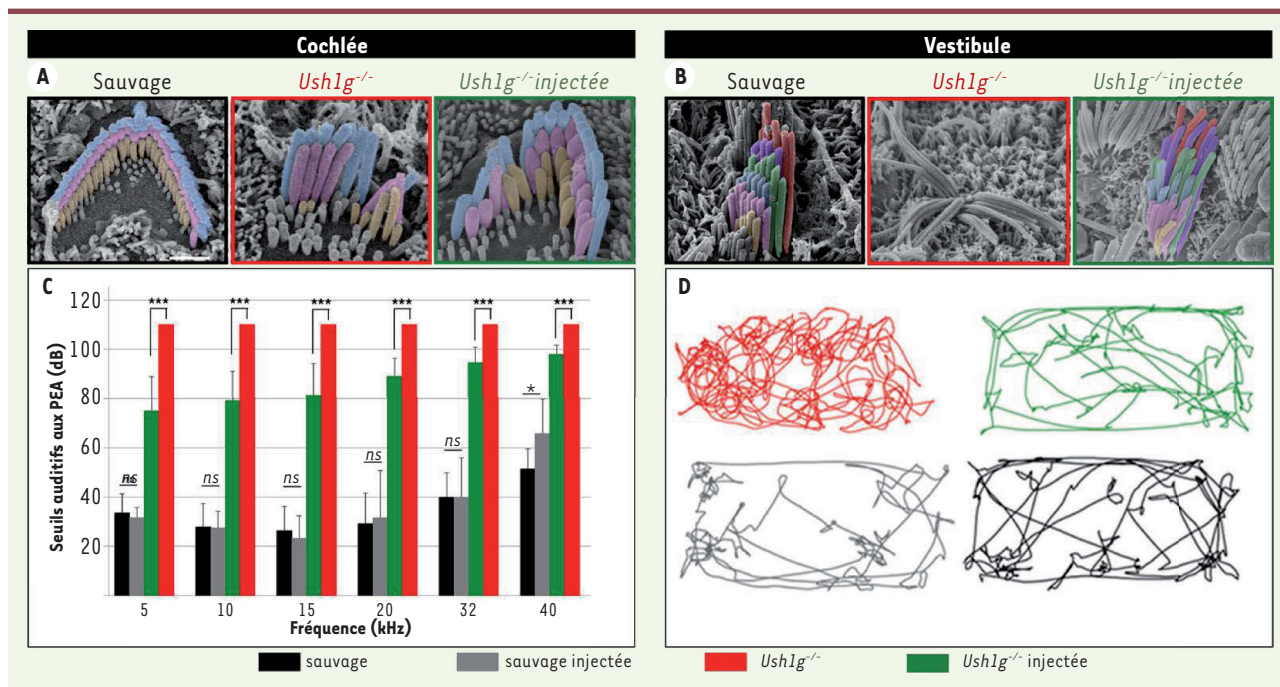 Cochlée
Vestibule
A
Sauvage
Ush1g-/-
Ush1g-/- injectée
B
Sauvage
Ush1g-/-
Ush1g-/- injectée
C
Seuils auditifs aux PEA (dB)
120
100
80
60
40
20
*** *** *** *** *** ***
ns ns ns ns ns *
5 10 15 20 32 40
Fréquence (kHz)
D
sauvage
sauvage injectée
Ush1g-/-
Ush1g-/- injectée